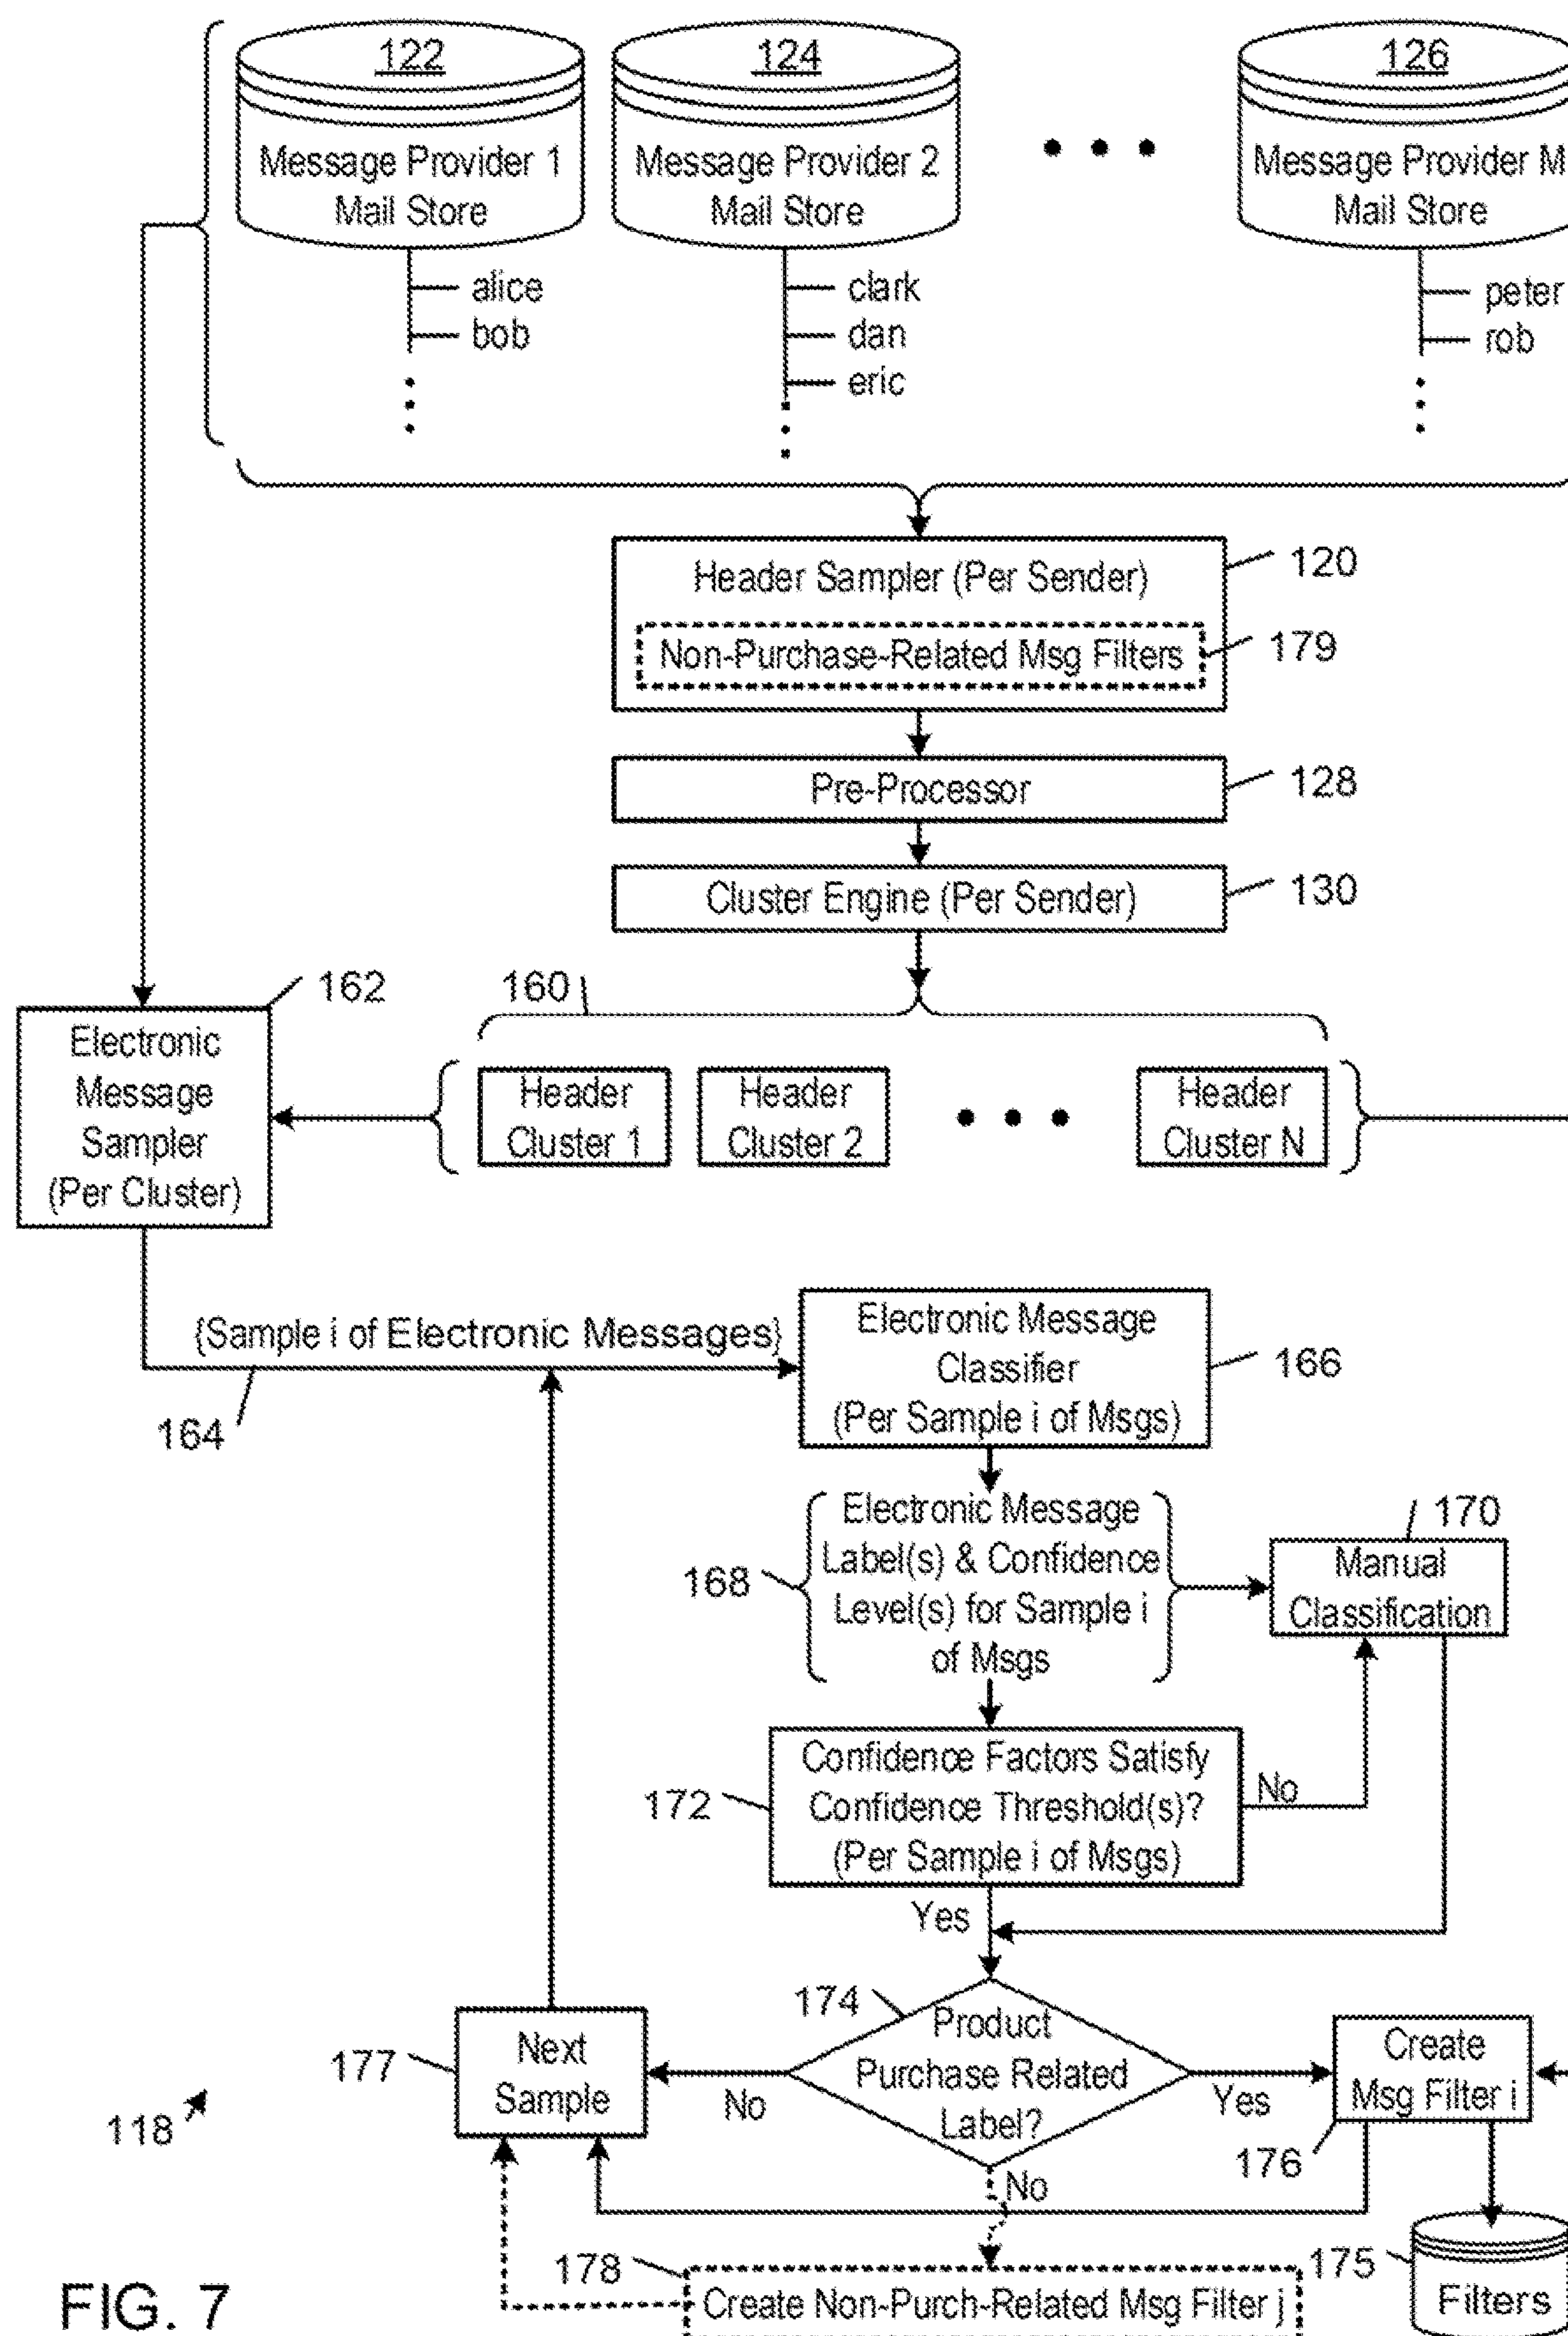 122
124
126
Message Provider 1
Mail Store
Message Provider 2
Mail Store
Message Provider M
Mail Store
alice
bob
clark
dan
eric
peter
rob
Header Sampler (Per Sender)
120
Non-Purchase-Related Msg Filters
179
Pre-Processor
128
Cluster Engine (Per Sender)
130
162
160
Electronic
Message
Sampler
(Per Cluster)
Header
Cluster 1
Header
Cluster 2
Header
Cluster N
{Sample i of Electronic Messages}
164
Electronic Message
Classifier
(Per Sample i of Msgs)
166
168
Electronic Message
Label(s) & Confidence
Level(s) for Sample i
of Msgs
170
Manual
Classification
172
Confidence Factors Satisfy
Confidence Threshold(s)?
(Per Sample i of Msgs)
No
Yes
174
Product
Purchase Related
Label?
177
Next
Sample
No
Yes
Create
Msg Filter i
176
118
No
178
Create Non-Purch-Related Msg Filter j
175
Filters
FIG. 7